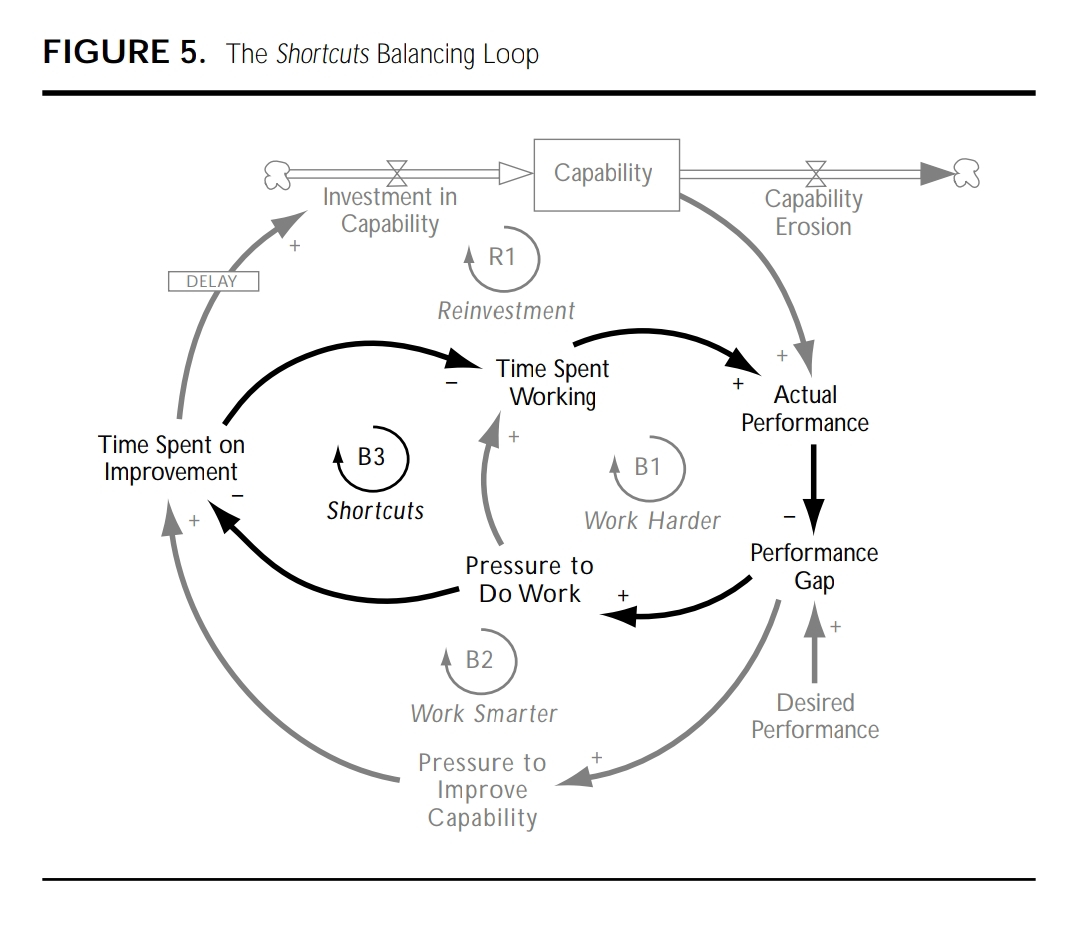 FIGURE 5. The Shortcuts Balancing Loop
Capability
Investment in
Capability
Capability
Erosion
+
DELAY
R1
Reinvestment
+
Time Spent
Working
–
+
Actual
Performance
Time Spent on
Improvement
–
+
B3
Shortcuts
+
B1
Work Harder
–
Performance
Gap
Pressure to
Do Work
+
+
Desired
Performance
B2
Work Smarter
+
Pressure to
Improve
Capability